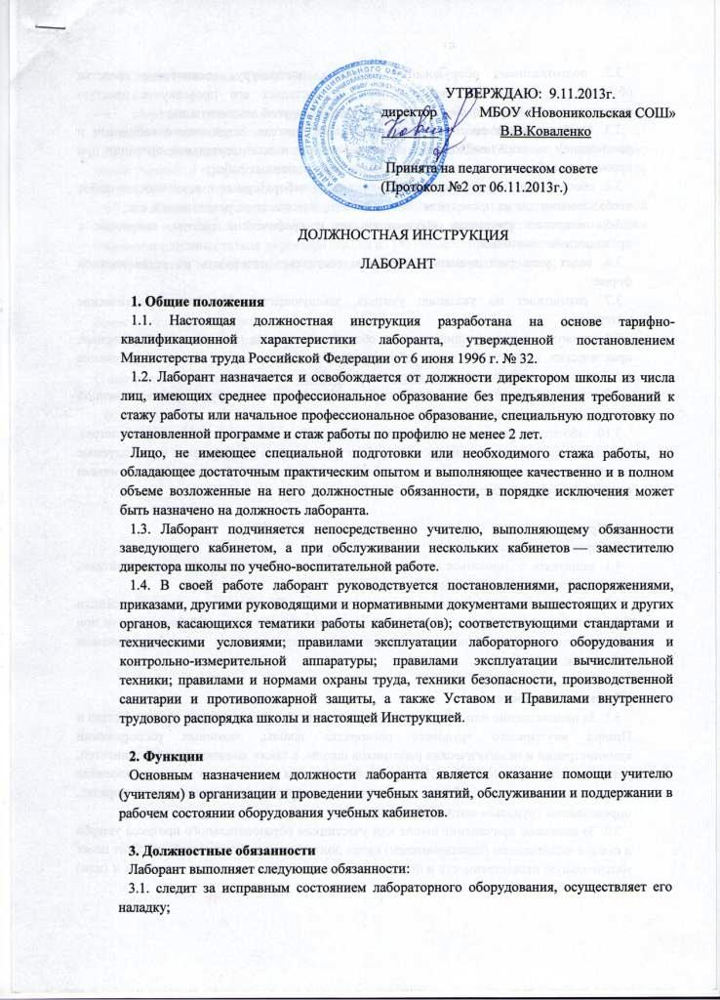 УТВЕРЖДАЮ: 9.11.2013г.
директор МБОУ «Новоникольская СОШ»
В.В.Коваленко
Принята на педагогическом совете
(Протокол №2 от 06.11.2013г.)
ДОЛЖНОСТНАЯ ИНСТРУКЦИЯ
ЛАБОРАНТ
1. Общие положения
1.1. Настоящая должностная инструкция разработана на основе тарифно-
квалификационной характеристики лаборанта, утвержденной постановлением
Министерства труда Российской Федерации от 6 июня 1996 г. № 32.
1.2. Лаборант назначается и освобождается от должности директором школы из числа
лиц, имеющих среднее профессиональное образование без предъявления требований к
стажу работы или начальное профессиональное образование, специальную подготовку по
установленной программе и стаж работы по профилю не менее 2 лет.
Лицо, не имеющее специальной подготовки или необходимого стажа работы, но
обладающее достаточным практическим опытом и выполняющее качественно и в полном
объеме возложенные на него должностные обязанности, в порядке исключения может
быть назначено на должность лаборанта.
1.3. Лаборант подчиняется непосредственно учителю, выполняющему обязанности
заведующего кабинетом, а при обслуживании нескольких кабинетов — заместителю
директора школы по учебно-воспитательной работе.
1.4. В своей работе лаборант руководствуется постановлениями, распоряжениями,
приказами, другими руководящими и нормативными документами вышестоящих и других
органов, касающихся тематики работы кабинета(ов); соответствующими стандартами и
техническими условиями; правилами эксплуатации лабораторного оборудования и
контрольно-измерительной аппаратуры; правилами эксплуатации вычислительной
техники; правилами и нормами охраны труда, техники безопасности, производственной
санитарии и противопожарной защиты, а также Уставом и Правилами внутреннего
трудового распорядка школы и настоящей Инструкцией.
2. Функции
Основным назначением должности лаборанта является оказание помощи учителю
(учителям) в организации и проведении учебных занятий, обслуживании и поддержании в
рабочем состоянии оборудования учебных кабинетов.
3. Должностные обязанности
Лаборант выполняет следующие обязанности:
3.1. следит за исправным состоянием лабораторного оборудования, осуществляет его
наладку;